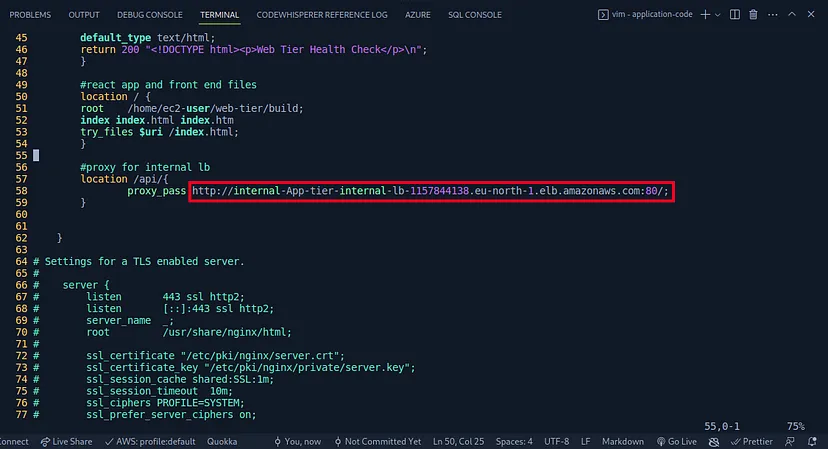 PROBLEMS OUTPUT DEBUG CONSOLE TERMINAL CODEWHISPERER REFERENCE LOG AZURE SQL CONSOLE vim - application-code
45 default_type text/html;
46 return 200 "<!DOCTYPE html><p>Web Tier Health Check</p>\n";
47 }
48
49 #react app and front end files
50 location / {
51 root /home/ec2-user/web-tier/build;
52 index index.html index.htm
53 try_files $uri /index.html;
54 }
55
56 #proxy for internal lb
57 location /api/{
58 proxy_pass http://internal-App-tier-internal-lb-1157844138.eu-north-1.elb.amazonaws.com:80/;
59 }
60
61
62 }
63
64 # Settings for a TLS enabled server.
65 #
66 # server {
67 # listen 443 ssl http2;
68 # listen [::]:443 ssl http2;
69 # server_name _;
70 # root /usr/share/nginx/html;
71 #
72 # ssl_certificate "/etc/pki/nginx/server.crt";
73 # ssl_certificate_key "/etc/pki/nginx/private/server.key";
74 # ssl_session_cache shared:SSL:1m;
75 # ssl_session_timeout 10m;
76 # ssl_ciphers PROFILE=SYSTEM;
77 # ssl_prefer_server_ciphers on;
55,0-1 75%
Connect Live Share AWS: profile:default Quokka You, now Not Committed Yet Ln 50, Col 25 Spaces: 4 UTF-8 LF Markdown Go Live Prettier